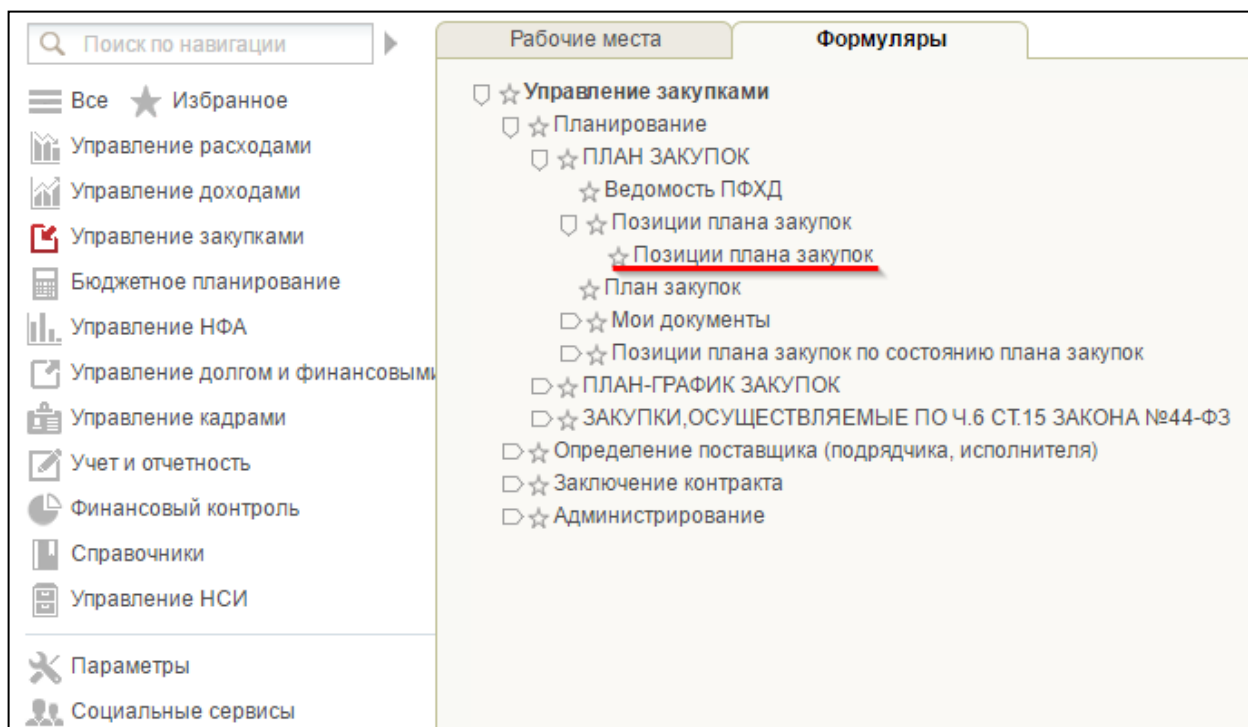 Поиск по навигации
Все Избранное
Управление расходами
Управление доходами
Управление закупками
Бюджетное планирование
Управление НФА
Управление долгом и финансовыми
Управление кадрами
Учет и отчетность
Финансовый контроль
Справочники
Управление НСИ
Параметры
Социальные сервисы
Рабочие места
Формуляры
Управление закупками
Планирование
ПЛАН ЗАКУПОК
Ведомость ПФХД
Позиции плана закупок
Позиции плана закупок
План закупок
Мои документы
Позиции плана закупок по состоянию плана закупок
ПЛАН-ГРАФИК ЗАКУПОК
ЗАКУПКИ,ОСУЩЕСТВЛЯЕМЫЕ ПО Ч.6 СТ.15 ЗАКОНА №44-ФЗ
Определение поставщика (подрядчика, исполнителя)
Заключение контракта
Администрирование